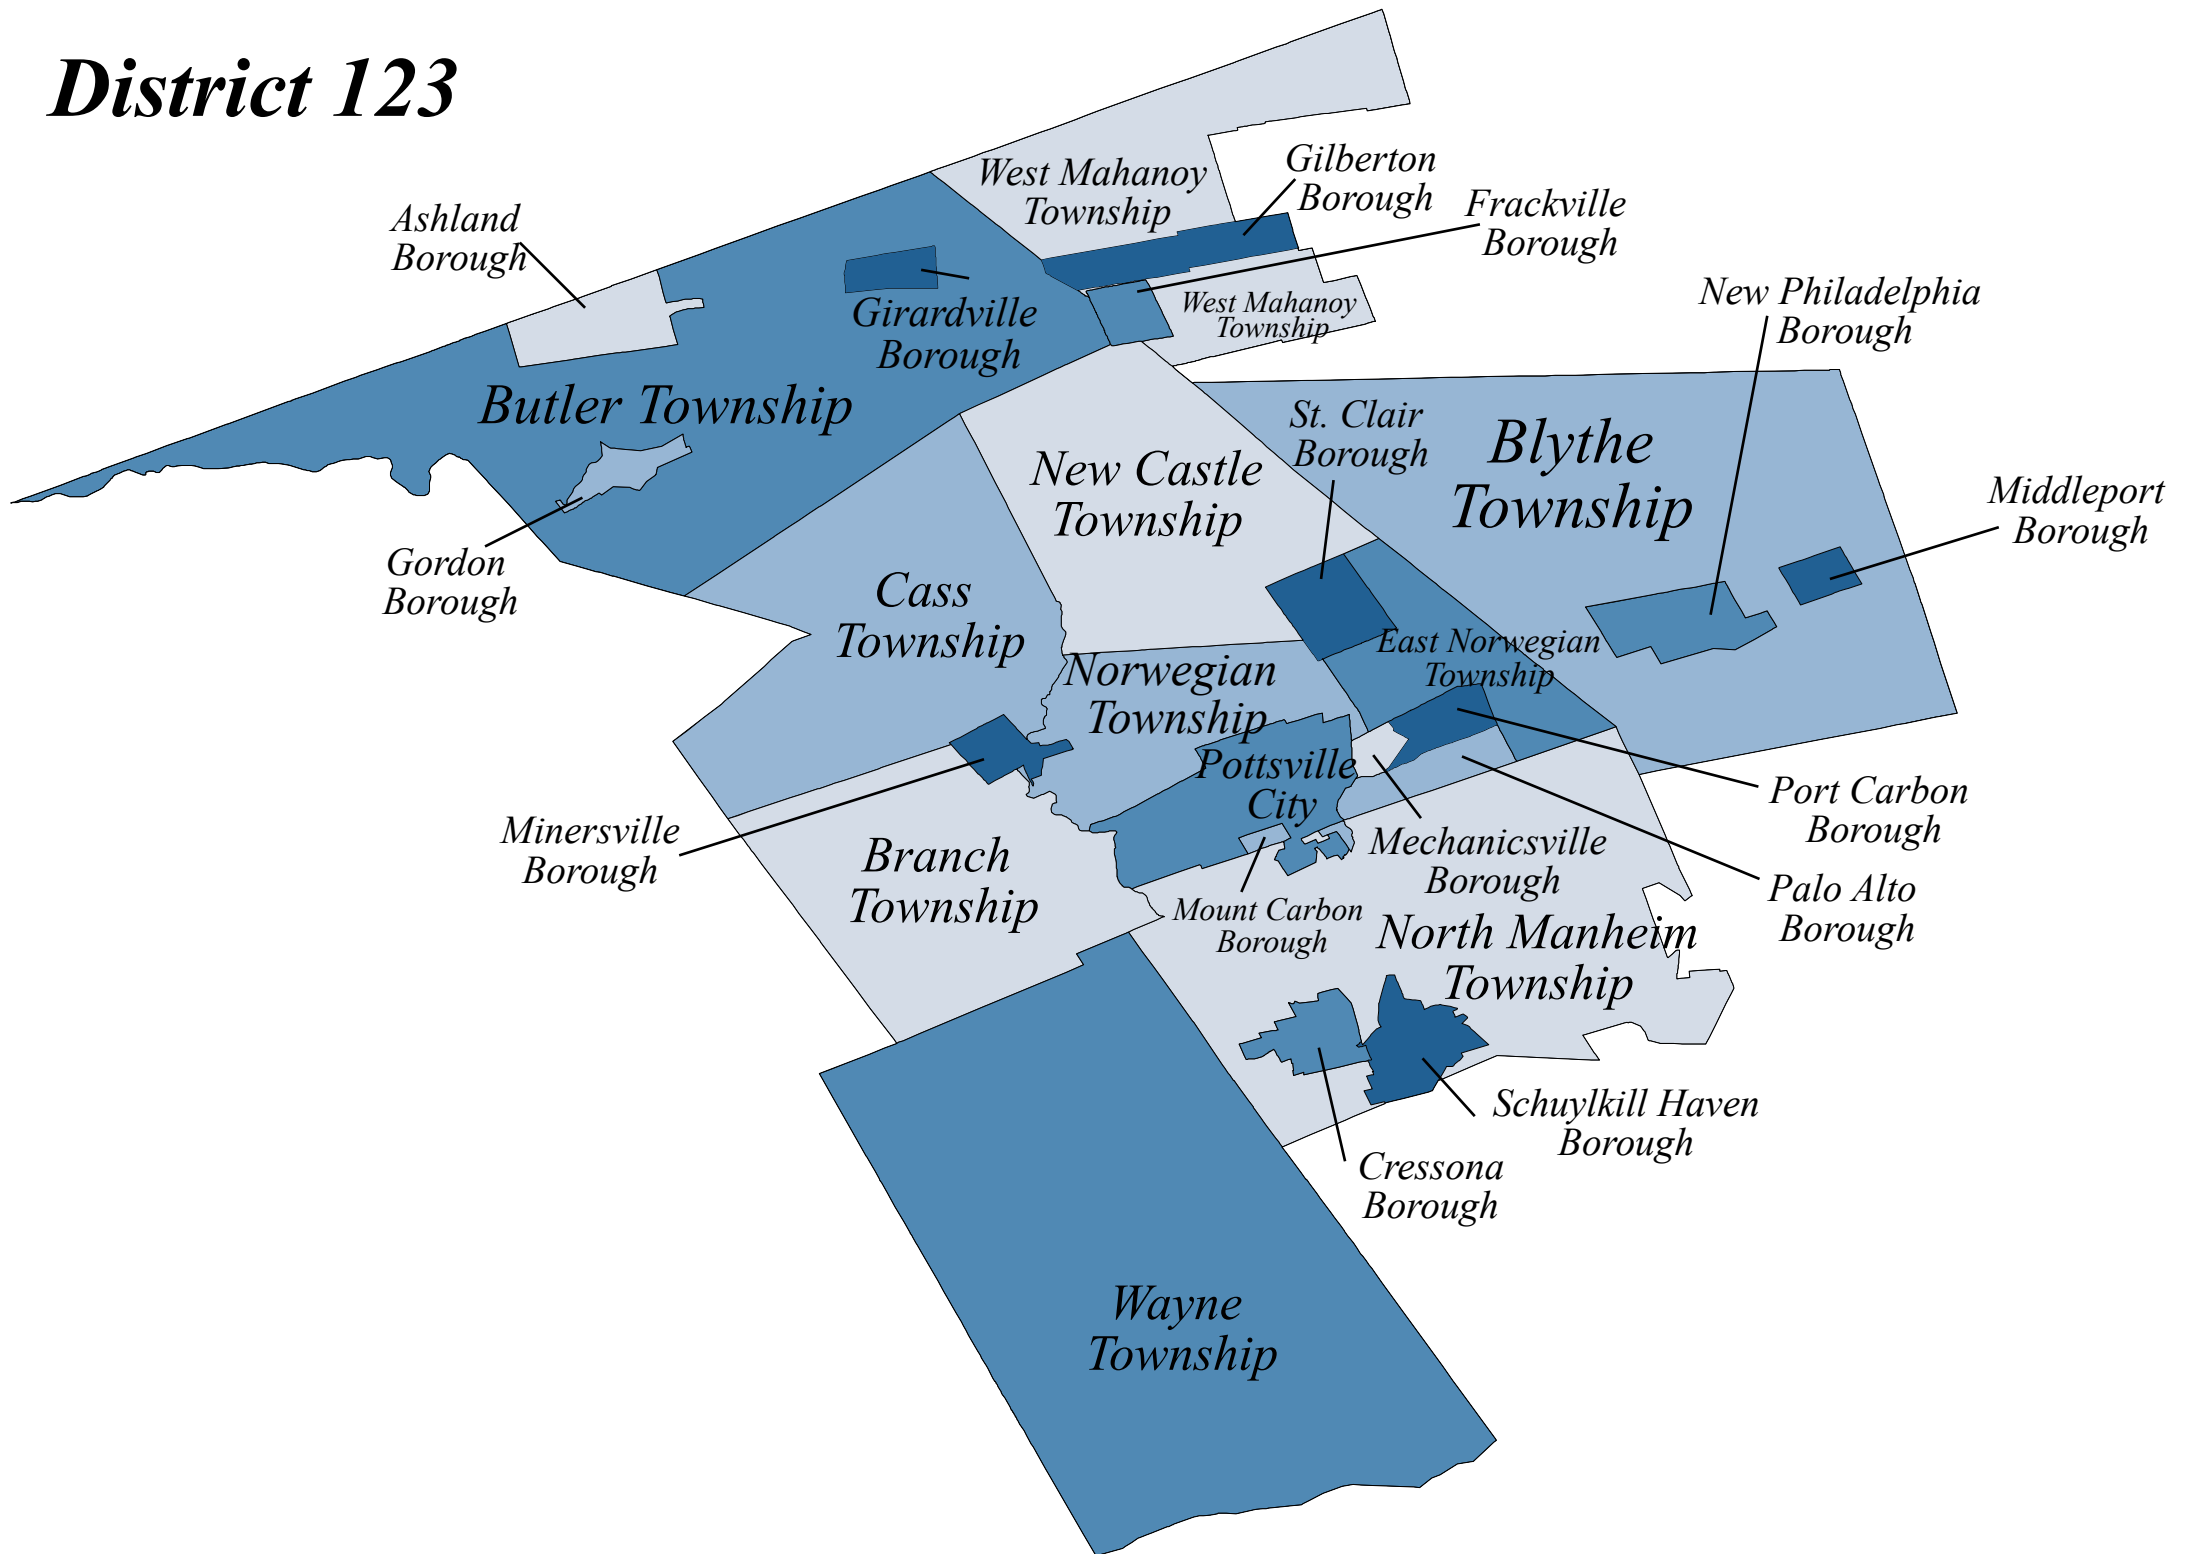 District 123
West Mahanoy
Township
Gilberton
Borough
Frackville
Borough
Ashland
Borough
Girardville
Borough
West Mahanoy
Township
New Philadelphia
Borough
Butler Township
St. Clair
Borough
Blythe
Township
New Castle
Township
Middleport
Borough
Gordon
Borough
Cass
Township
East Norwegian
Township
Norwegian
Township
Pottsville
City
Port Carbon
Borough
Minersville
Borough
Branch
Township
Mechanicsville
Borough
Palo Alto
Borough
Mount Carbon
Borough
North Manheim
Township
Schuylkill Haven
Borough
Cressona
Borough
Wayne
Township